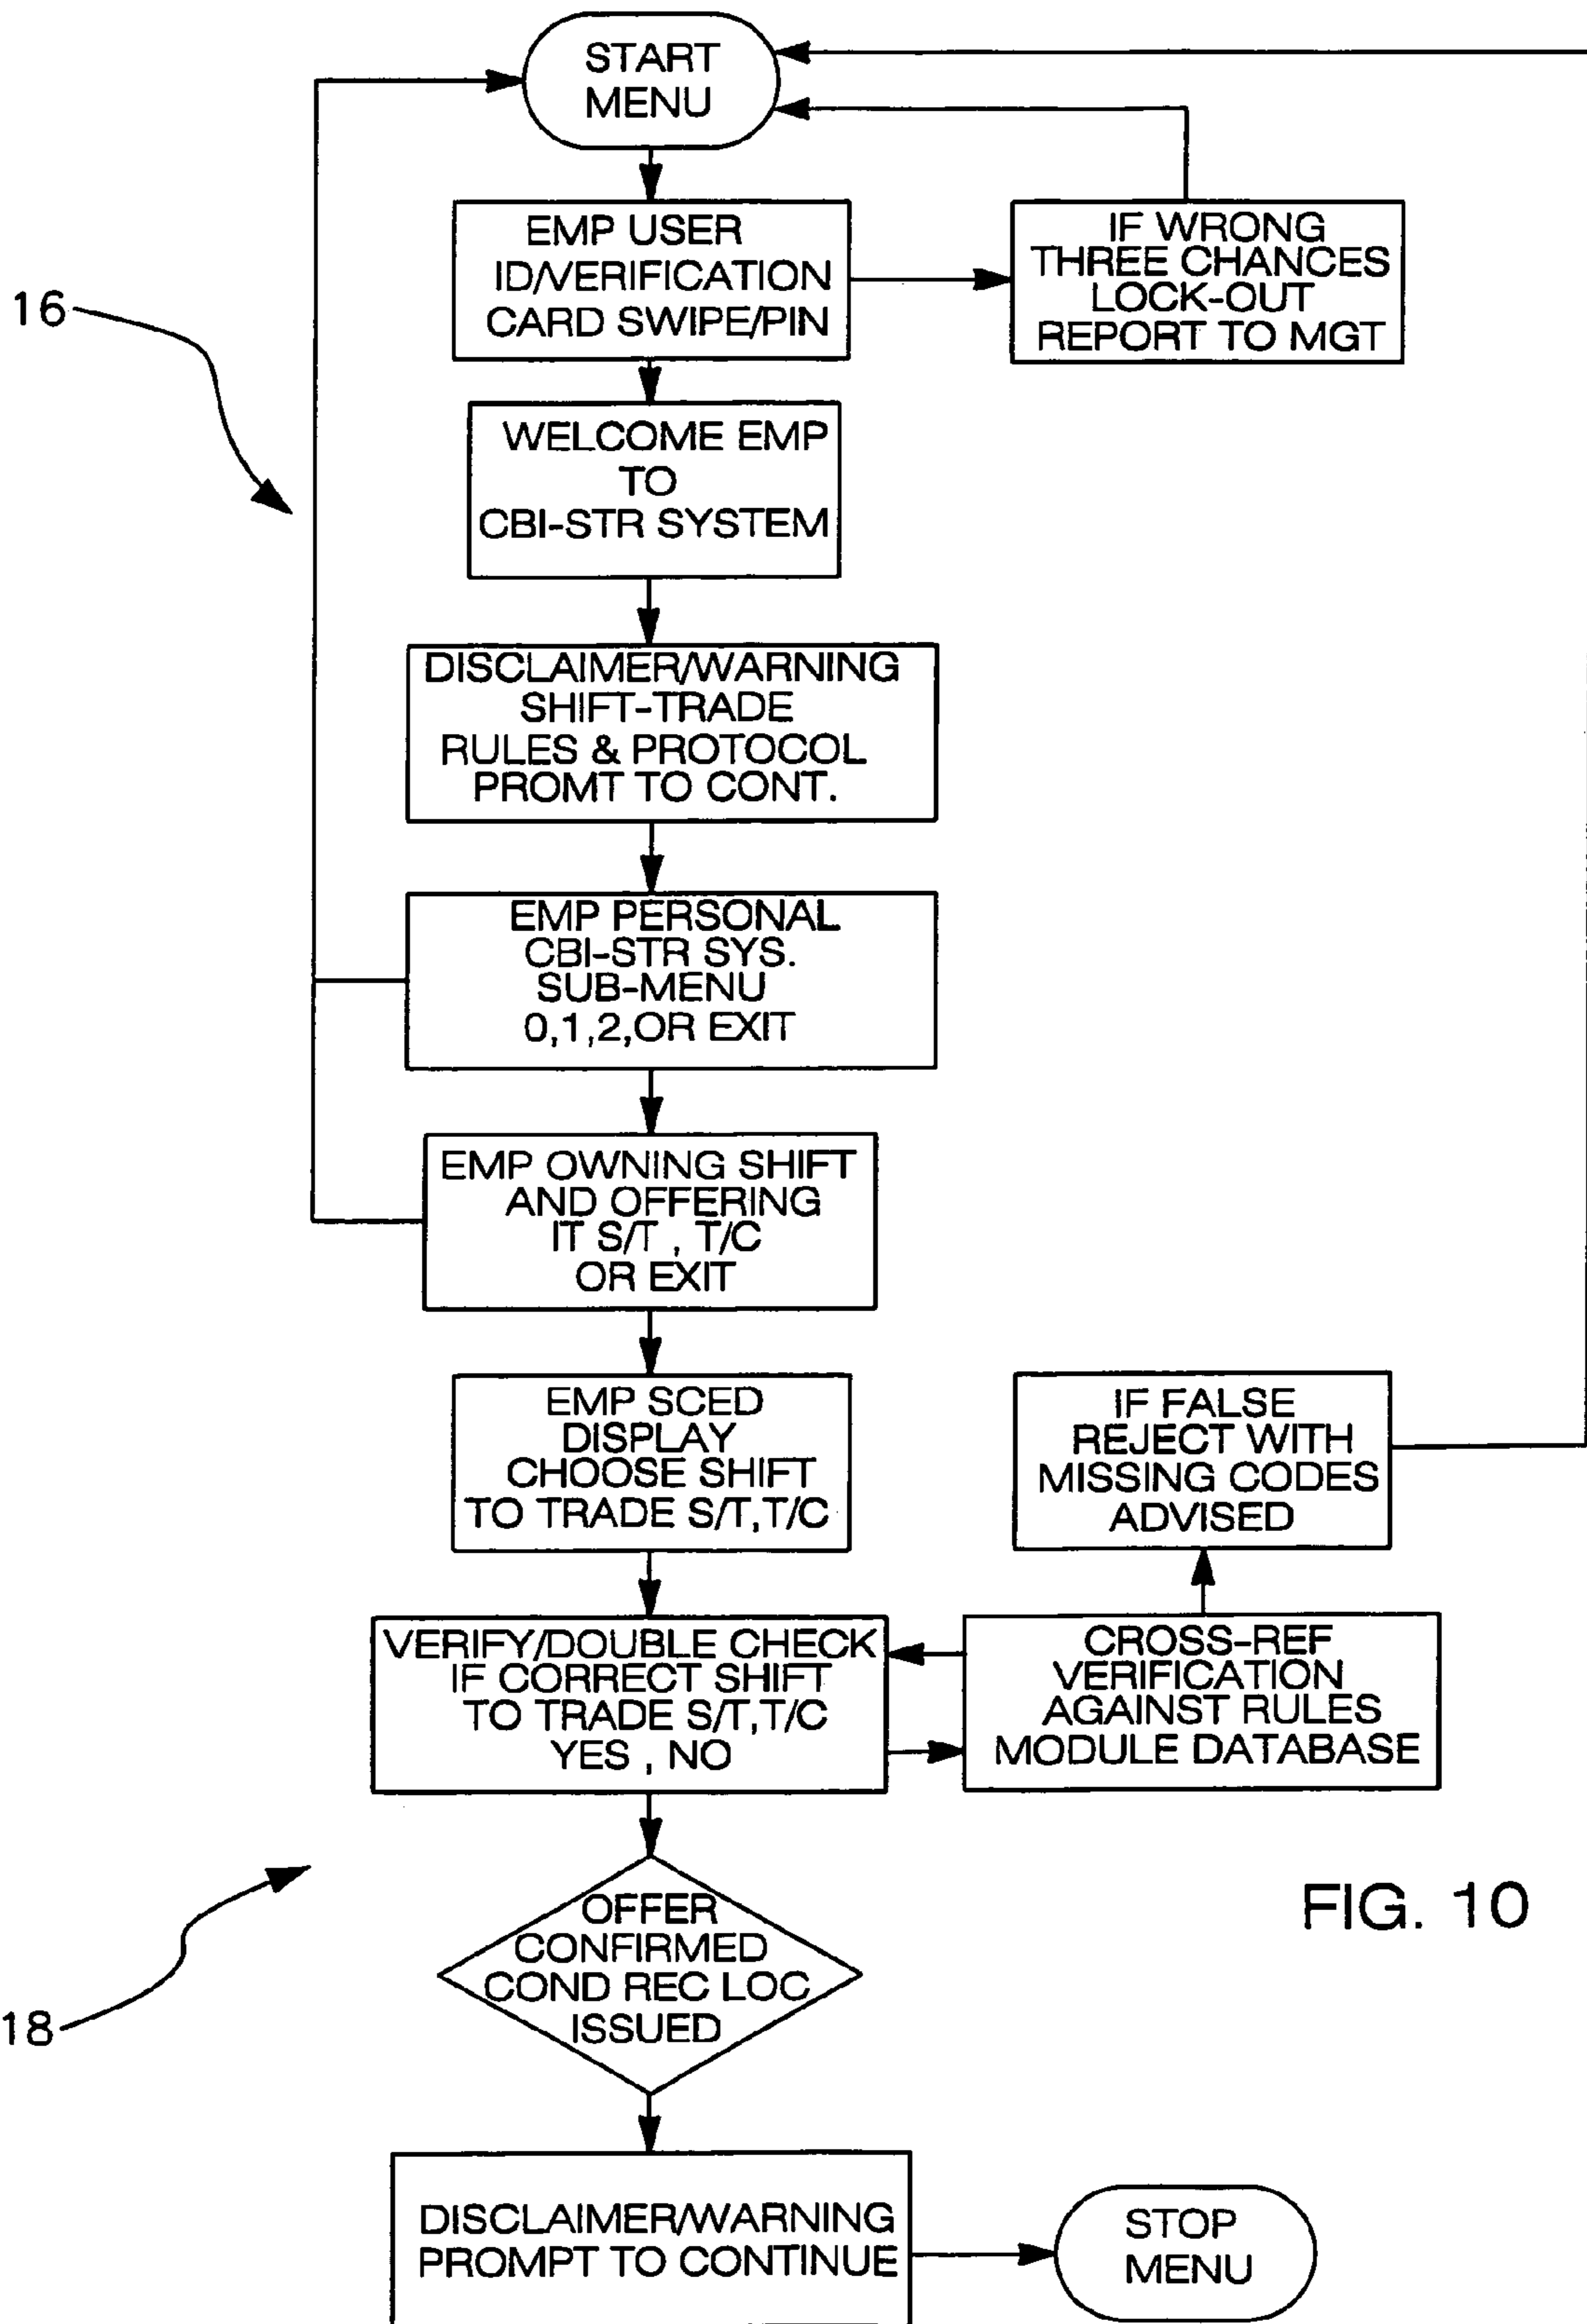 START
MENU
EMP USER
ID/VERIFICATION
CARD SWIPE/PIN
IF WRONG
THREE CHANCES
LOCK-OUT
REPORT TO MGT
16
WELCOME EMP
TO
CBI-STR SYSTEM
DISCLAIMER/WARNING
SHIFT-TRADE
RULES & PROTOCOL
PROMT TO CONT.
EMP PERSONAL
CBI-STR SYS.
SUB-MENU
0,1,2,OR EXIT
EMP OWNING SHIFT
AND OFFERING
IT S/T , T/C
OR EXIT
EMP SCED
DISPLAY
CHOOSE SHIFT
TO TRADE S/T,T/C
IF FALSE
REJECT WITH
MISSING CODES
ADVISED
VERIFY/DOUBLE CHECK
IF CORRECT SHIFT
TO TRADE S/T,T/C
YES , NO
CROSS-REF
VERIFICATION
AGAINST RULES
MODULE DATABASE
OFFER
CONFIRMED
COND REC LOC
ISSUED
FIG. 10
18
DISCLAIMER/WARNING
PROMPT TO CONTINUE
STOP
MENU